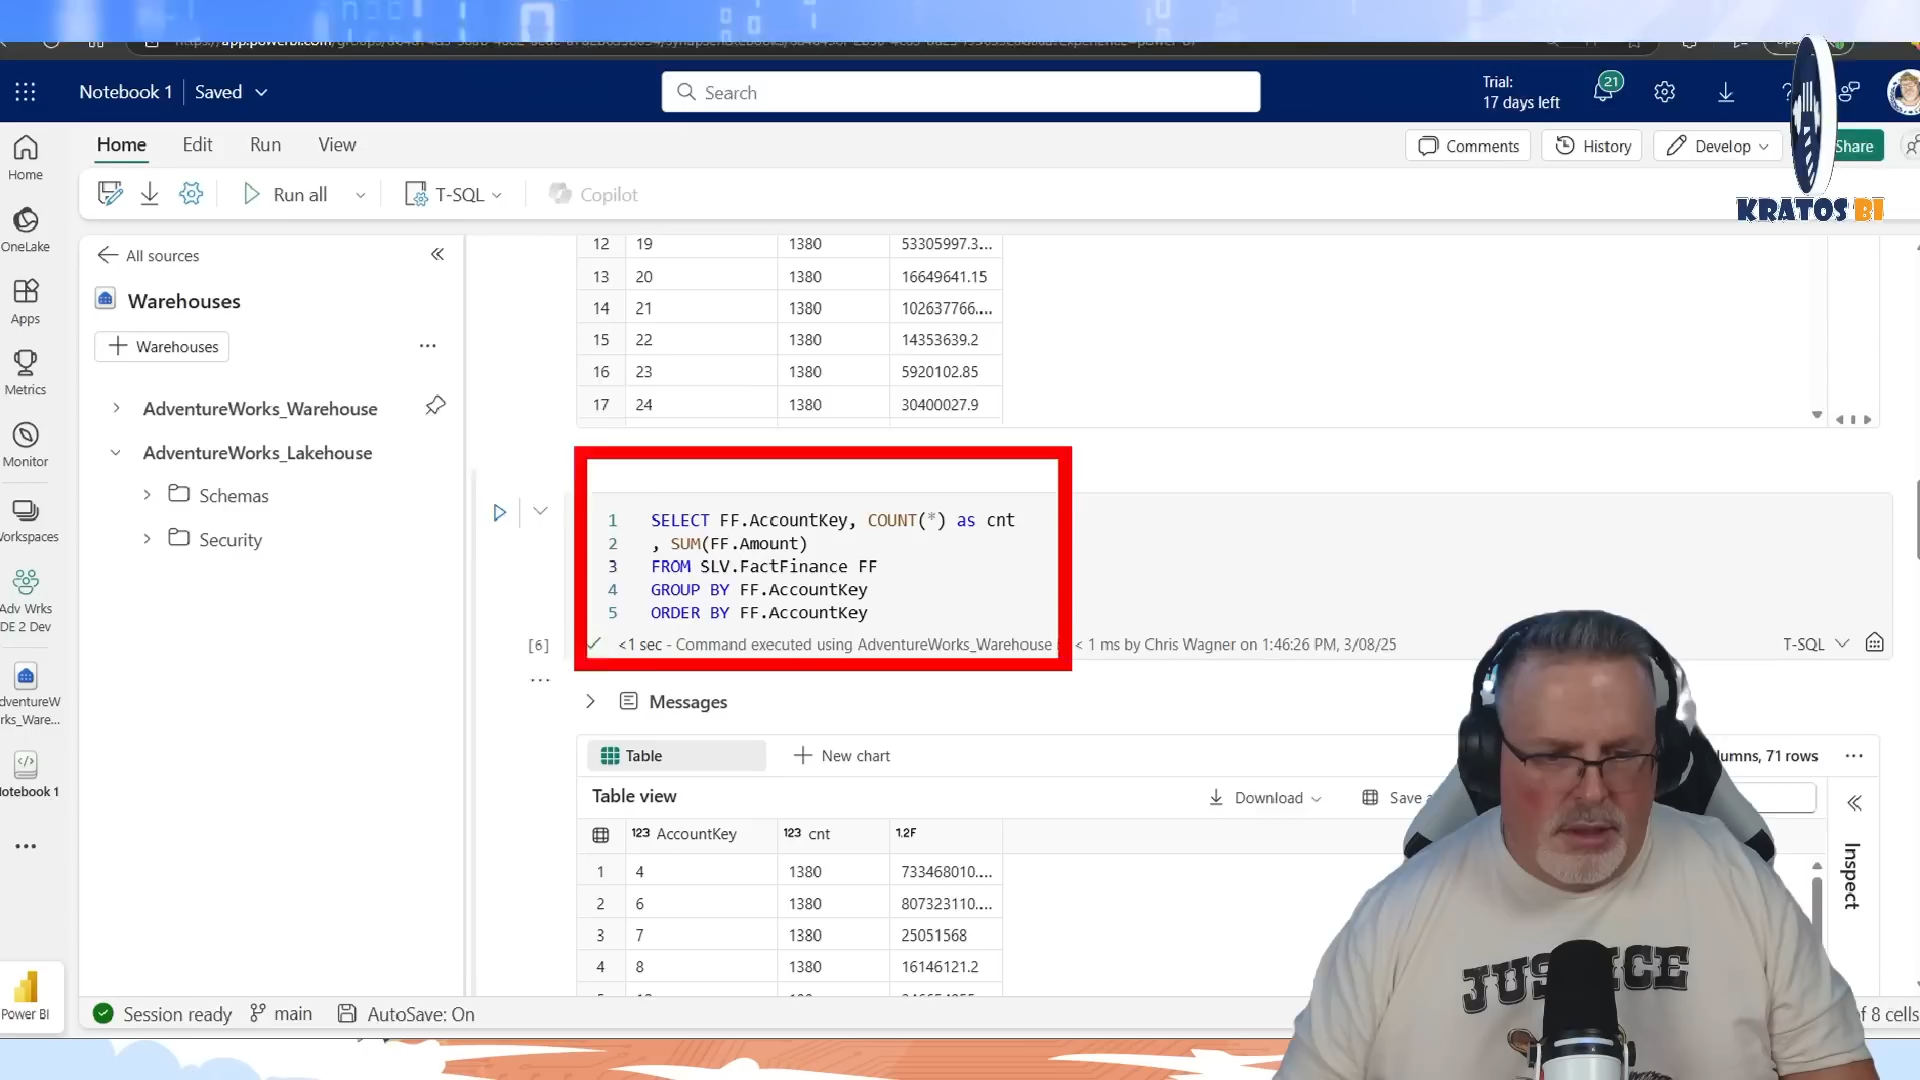 Notebook 1 Saved
Search
Trial:
17 days left
21
Home Edit Run View
Comments
History
Develop
Share
KRATOS BI
Run all
T-SQL
Copilot
Home
OneLake
Apps
Metrics
Monitor
Workspaces
Adv Wrks
DE 2 Dev
dventureW
rks_Ware...
otebook 1
Power BI
All sources
Warehouses
Warehouses
AdventureWorks_Warehouse
AdventureWorks_Lakehouse
Schemas
Security
12 19 1380 53305997.3...
13 20 1380 16649641.15
14 21 1380 102637766....
15 22 1380 14353639.2
16 23 1380 5920102.85
17 24 1380 30400027.9
1 SELECT FF.AccountKey, COUNT(*) as cnt
2 , SUM(FF.Amount)
3 FROM SLV.FactFinance FF
4 GROUP BY FF.AccountKey
5 ORDER BY FF.AccountKey
[6] <1 sec - Command executed using AdventureWorks_Warehouse < 1 ms by Chris Wagner on 1:46:26 PM, 3/08/25
T-SQL
Messages
Table
New chart
umns, 71 rows
Table view
Download
Save
Inspect
123 AccountKey 123 cnt 1.2F
1 4 1380 733468010....
2 6 1380 807323110....
3 7 1380 25051568
4 8 1380 16146121.2
JUSTICE
Session ready main AutoSave: On
of 8 cells